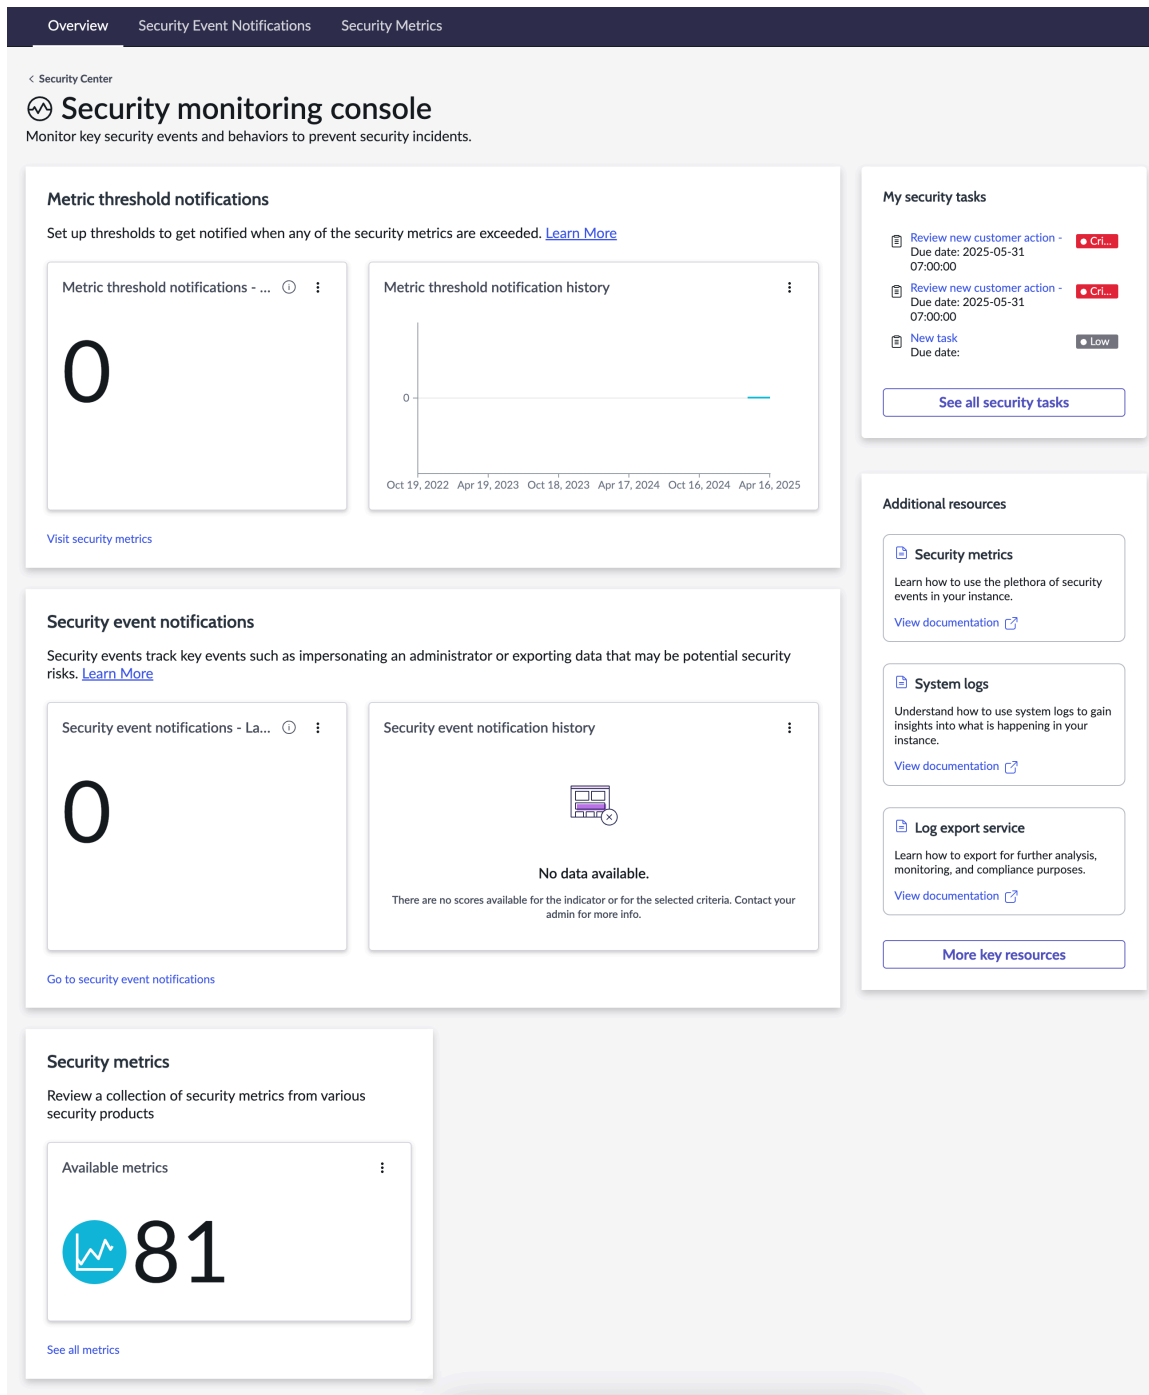 Overview Security Event Notifications Security Metrics
Security Center
Security monitoring console
Monitor key security events and behaviors to prevent security incidents.
Metric threshold notifications
Set up thresholds to get notified when any of the security metrics are exceeded. Learn More
Metric threshold notifications - ...
0
Metric threshold notification history
0
Oct 19, 2022 Apr 19, 2023 Oct 18, 2023 Apr 17, 2024 Oct 16, 2024 Apr 16, 2025
Visit security metrics
Security event notifications
Security events track key events such as impersonating an administrator or exporting data that may be potential security
risks. Learn More
Security event notifications - La...
0
Security event notification history
No data available.
There are no scores available for the indicator or for the selected criteria. Contact your
admin for more info.
Go to security event notifications
Security metrics
Review a collection of security metrics from various
security products
Available metrics
81
See all metrics
My security tasks
Review new customer action - Cri...
Due date: 2025-05-31
07:00:00
Review new customer action - Cri...
Due date: 2025-05-31
07:00:00
New task Low
Due date:
See all security tasks
Additional resources
Security metrics
Learn how to use the plethora of security
events in your instance.
View documentation
System logs
Understand how to use system logs to gain
insights into what is happening in your
instance.
View documentation
Log export service
Learn how to export for further analysis,
monitoring, and compliance purposes.
View documentation
More key resources